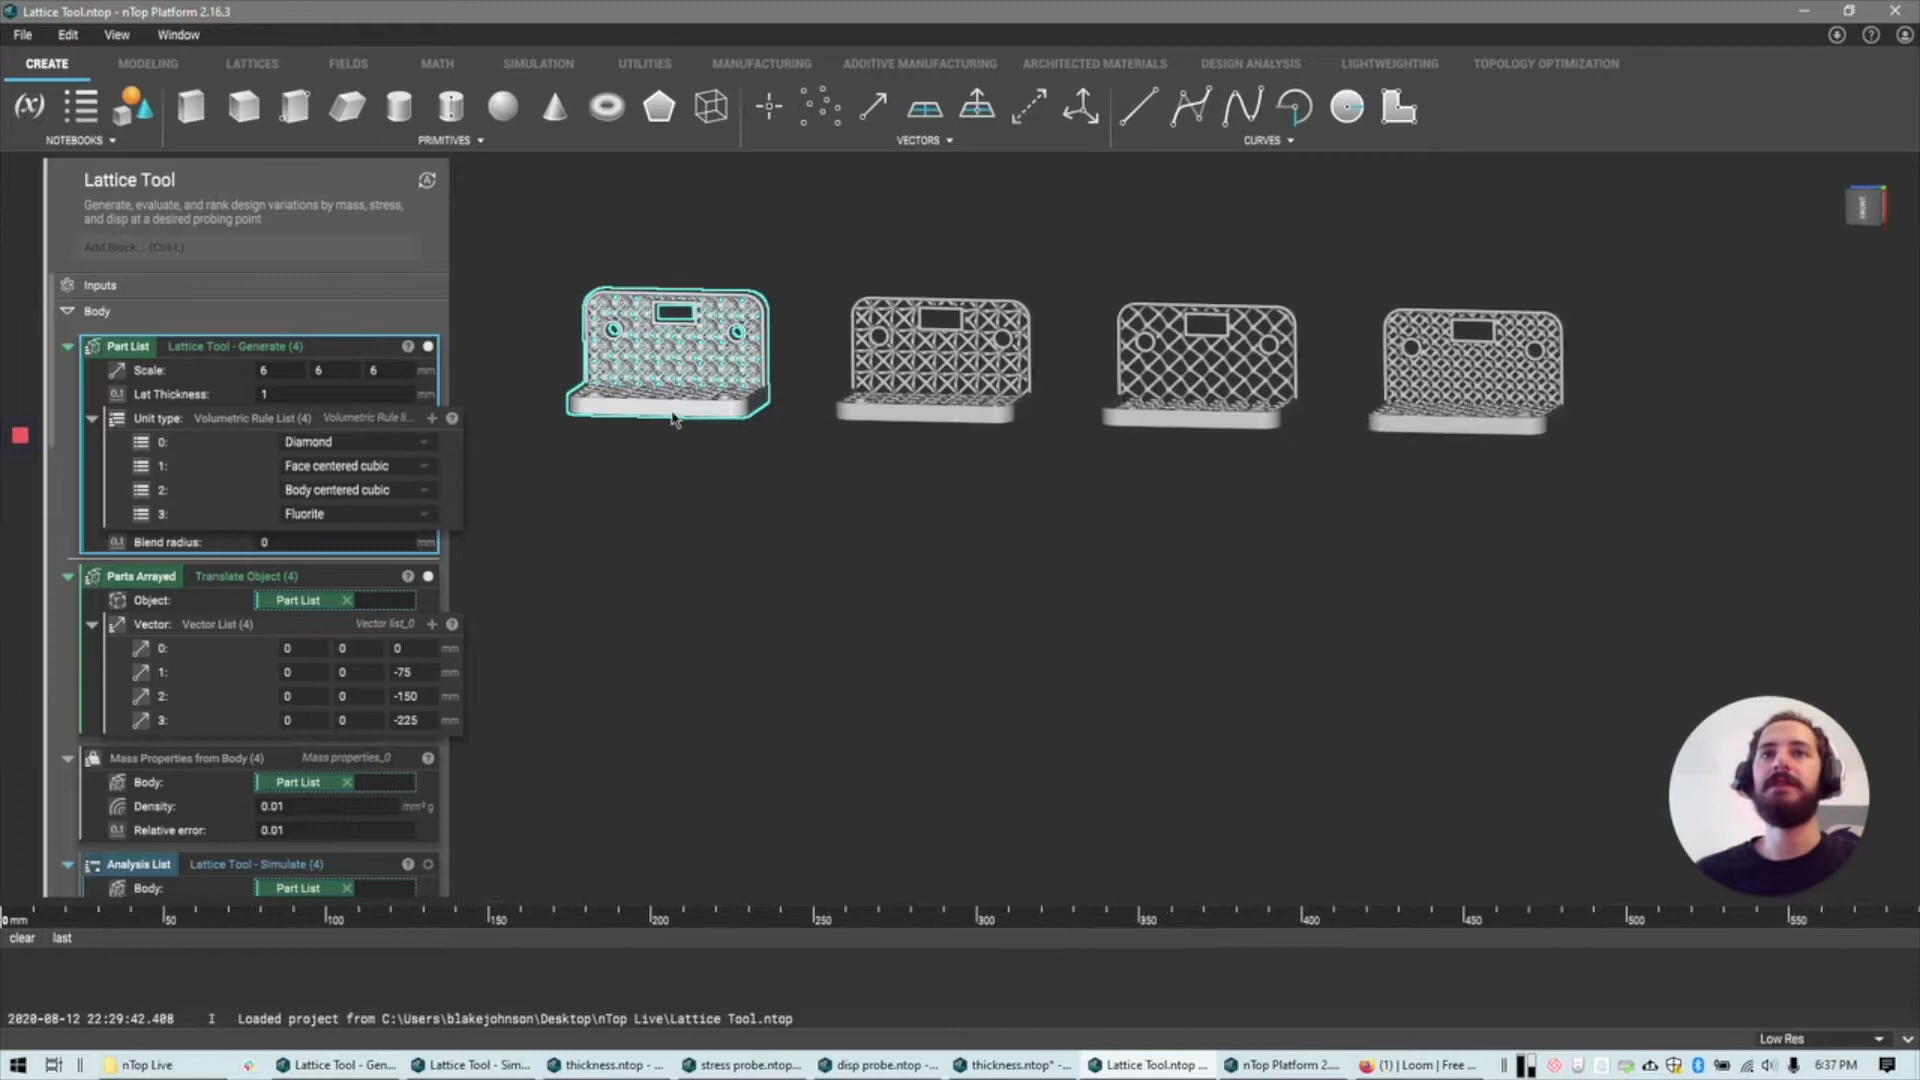 Lattice Tool.ntop - nTop Platform 2.16.3
File Edit View Window
CREATE MODELING LATTICES FIELDS MATH SIMULATION UTILITIES MANUFACTURING ADDITIVE MANUFACTURING ARCHITECTED MATERIALS DESIGN ANALYSIS LIGHTWEIGHTING TOPOLOGY OPTIMIZATION
NOTEBOOKS PRIMITIVES VECTORS CURVES
Lattice Tool
Generate, evaluate, and rank design variations by mass, stress,
and disp at a desired probing point
Add Block... (Ctrl-L)
Inputs
Body
Part List Lattice Tool - Generate (4)
Scale: 6 6 6 mm
Lat Thickness: 1 mm
Unit type: Volumetric Rule List (4) Volumetric Rule li...
0: Diamond
1: Face centered cubic
2: Body centered cubic
3: Fluorite
Blend radius: 0 mm
Parts Arrayed Translate Object (4)
Object: Part List
Vector: Vector List (4) Vector list_0
0: 0 0 0 mm
1: 0 0 -75 mm
2: 0 0 -150 mm
3: 0 0 -225 mm
Mass Properties from Body (4) Mass properties_0
Body: Part List
Density: 0.01
Relative error: 0.01
Analysis List Lattice Tool - Simulate (4)
Body: Part List
FRONT
0 mm 50 100 150 200 250 300 350 400 450 500 550
clear last
2020-08-12 22:29:42.408 I Loaded project from C:\Users\blakejohnson\Desktop\nTop Live\Lattice Tool.ntop
Low Res
nTop Live Lattice Tool - Gen... Lattice Tool - Sim... thickness.ntop - ... stress probe.ntop... disp probe.ntop -... thickness.ntop* -... Lattice Tool.ntop ... nTop Platform 2.... (1) | Loom | Free ... 6:37 PM